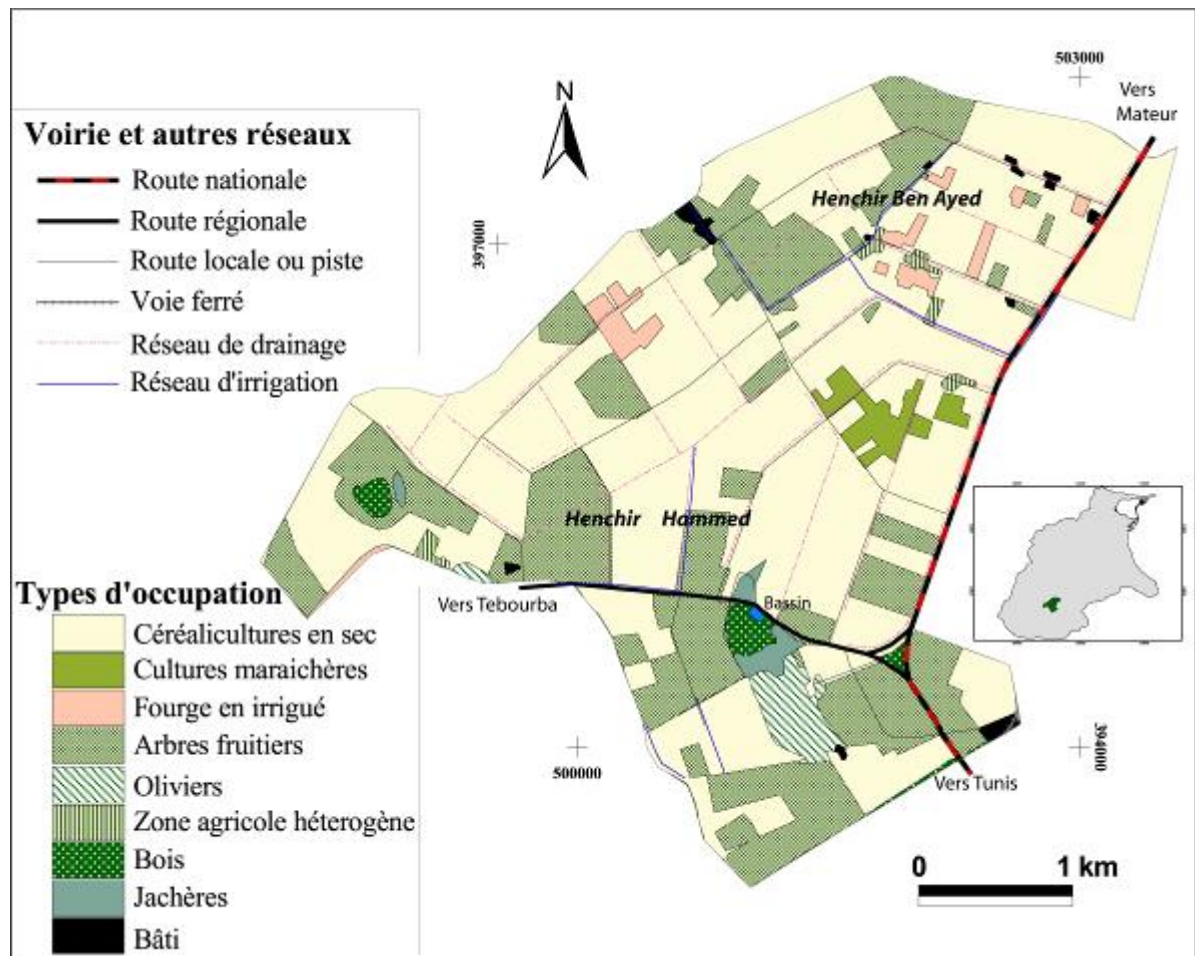 503000
Vers
Mateur
N
Voirie et autres réseaux
Route nationale
Route régionale
Route locale ou piste
Voie ferré
Réseau de drainage
Réseau d'irrigation
Henchir Ben Ayed
397000
Henchir Hammed
Vers Tebourba
Bassin
Types d'occupation
Céréalicultures en sec
Cultures maraichères
Fourge en irrigué
Arbres fruitiers
Oliviers
Zone agricole héterogène
Bois
Jachères
Bâti
500000
394000
Vers Tunis
0 1 km